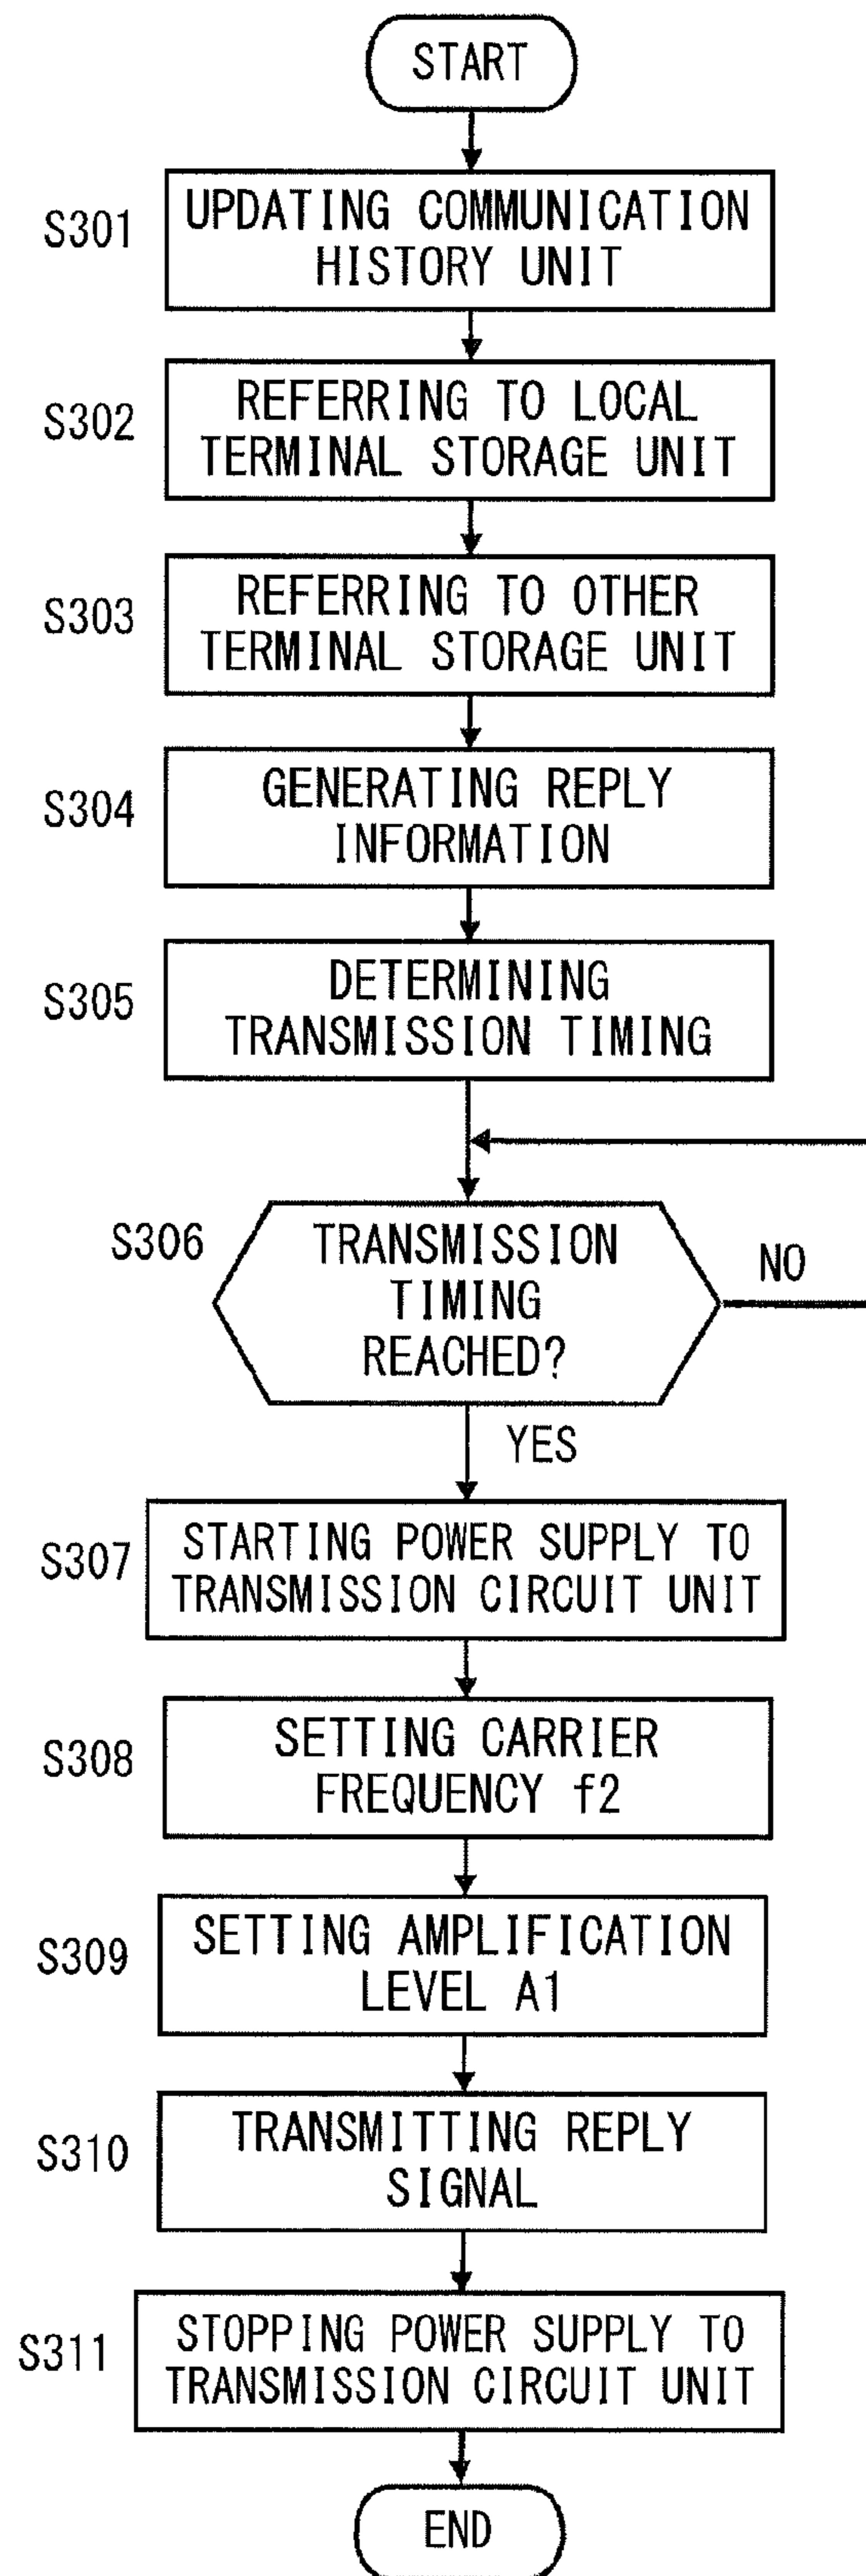 START
S301
UPDATING COMMUNICATION
HISTORY UNIT
S302
REFERRING TO LOCAL
TERMINAL STORAGE UNIT
S303
REFERRING TO OTHER
TERMINAL STORAGE UNIT
S304
GENERATING REPLY
INFORMATION
S305
DETERMINING
TRANSMISSION TIMING
S306
TRANSMISSION
TIMING
REACHED?
NO
YES
S307
STARTING POWER SUPPLY TO
TRANSMISSION CIRCUIT UNIT
S308
SETTING CARRIER
FREQUENCY f2
S309
SETTING AMPLIFICATION
LEVEL A1
S310
TRANSMITTING REPLY
SIGNAL
S311
STOPPING POWER SUPPLY TO
TRANSMISSION CIRCUIT UNIT
END